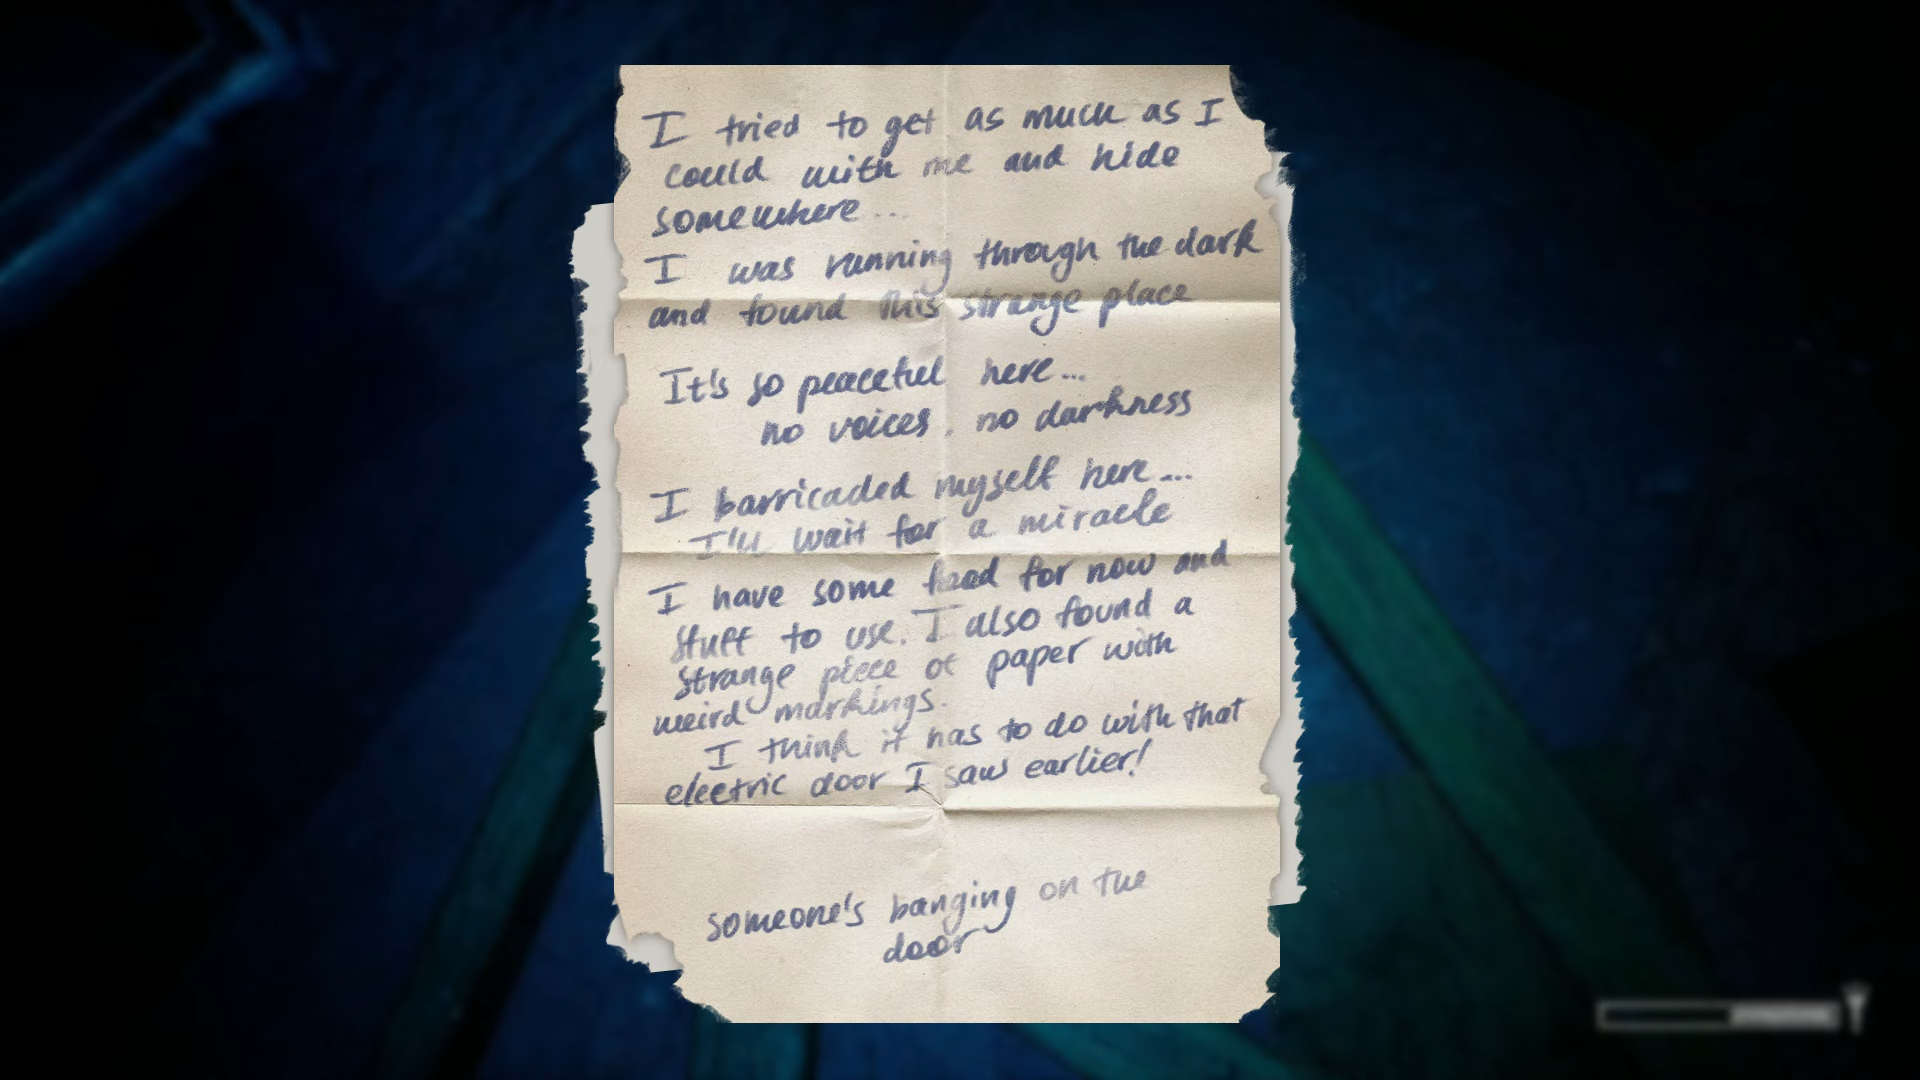 I tried to get as much as I
could with me and hide
somewhere...
I was running through the dark
and found this strange place
It's so peaceful here...
no voices, no darkness
I barricaded myself here...
I'll wait for a miracle
I have some food for now and
stuff to use. I also found a
strange piece of paper with
weird markings.
I think it has to do with that
electric door I saw earlier!
someone's banging on the
door